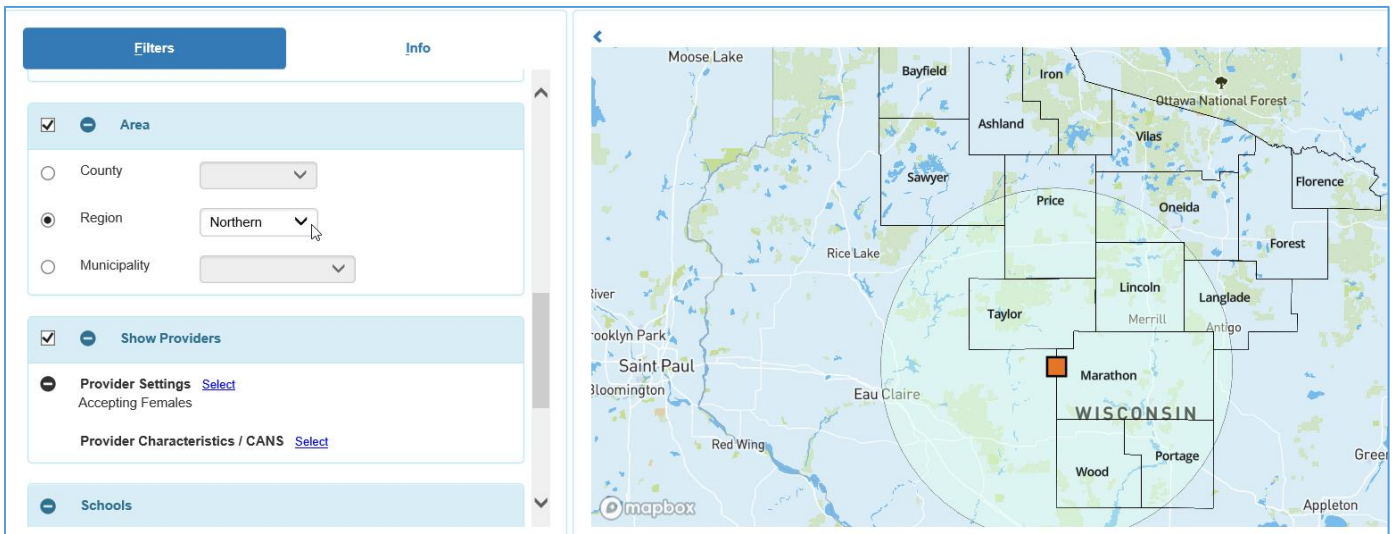 Filters
Info
Area
County
Region
Northern
Municipality
Show Providers
Provider Settings Select
Accepting Females
Provider Characteristics / CANS Select
Schools
Moose Lake
Bayfield
Iron
Ottawa National Forest
Ashland
Vilas
Sawyer
Florence
Price
Oneida
Forest
Rice Lake
Lincoln
Langlade
River
Taylor
Merrill
Antigo
rooklyn Park
Saint Paul
Bloomington
Marathon
Eau Claire
WISCONSIN
Red Wing
Portage
Gree
Wood
mapbox
Appleton